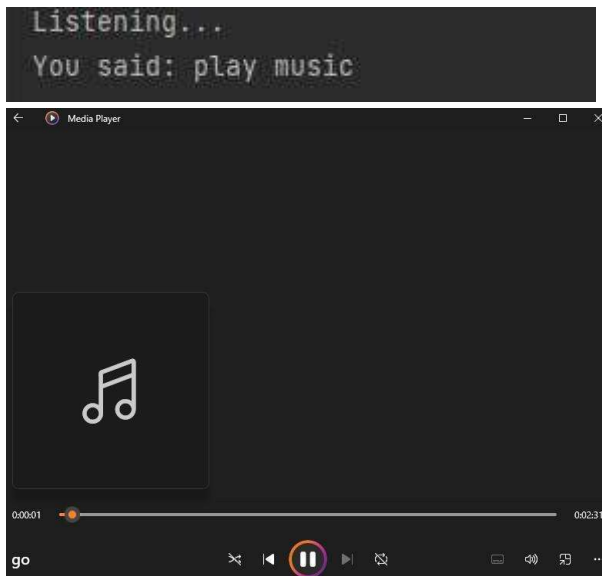 Listening...
You said: play music
Media Player
0:00:01
0:02:31
go